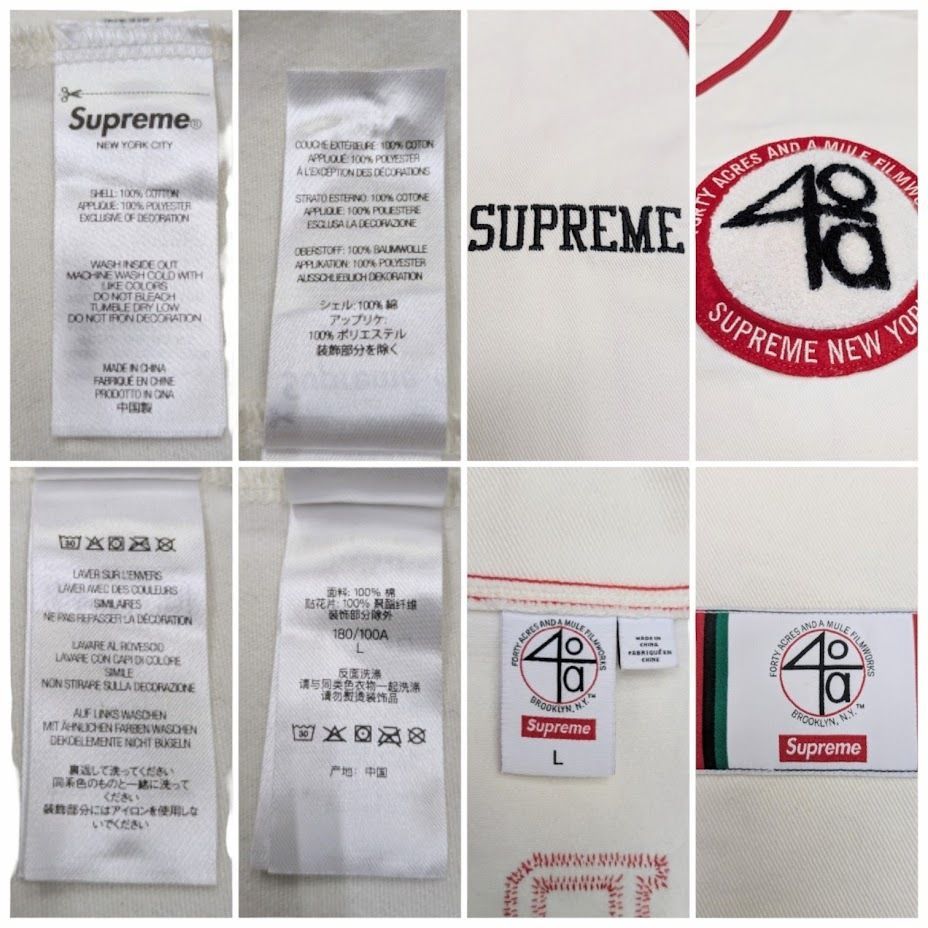 Supreme®
NEW YORK CITY
SHELL: 100% COTTON
APPLIQUE: 100% POLYESTER
EXCLUSIVE OF DECORATION
WASH INSIDE OUT
MACHINE WASH COLD WITH
LIKE COLORS
DO NOT BLEACH
TUMBLE DRY LOW
DO NOT IRON DECORATION
MADE IN CHINA
FABRIQUÉ EN CHINE
PRODOTTO IN CINA
中国製
COUCHE EXTÉRIEURE: 100% COTON
APPLIQUÉ: 100% POLYESTER
À L'EXCEPTION DES DÉCORATIONS
STRATO ESTERNO: 100% COTONE
APPLIQUE: 100% POLIESTERE
ESCLUSA LA DECORAZIONE
OBERSTOFF: 100% BAUMWOLLE
APPLIKATION: 100% POLYESTER
AUSSCHLIEßLICH DEKORATION
シェル: 100% 綿
アップリケ:
100% ポリエステル
装飾部分を除く
SUPREME
FORTY ACRES AND A MULE FILMWO
40a
SUPREME NEW YOR
30
LAVER SUR L'ENVERS
LAVER AVEC DES COULEURS
SIMILAIRES
NE PAS REPASSER LA DÉCORATION
LAVARE AL ROVESCIO
LAVARE CON CAPI DI COLORE
SIMILE
NON STIRARE SULLA DECORAZIONE
AUF LINKS WASCHEN
MIT ÄHNLICHEN FARBEN WASCHEN
DEKOELEMENTE NICHT BÜGELN
裏返して洗ってください
同系色のものと一緒に洗って
ください
装飾部分にはアイロンを使用しな
いでください
面料: 100% 棉
贴花片: 100% 聚酯纤维
装饰部分除外
180/100A
L
反面洗涤
请与同类色衣物一起洗涤
请勿熨烫装饰品
30
产地: 中国
FORTY ACRES AND A MULE FILMWORKS
40a
BROOKLYN, N.Y.™
Supreme
L
MADE IN
CHINA
FABRIQUÉ EN
CHINE
FORTY ACRES AND A MULE FILMWORKS
40a
BROOKLYN, N.Y.™
Supreme